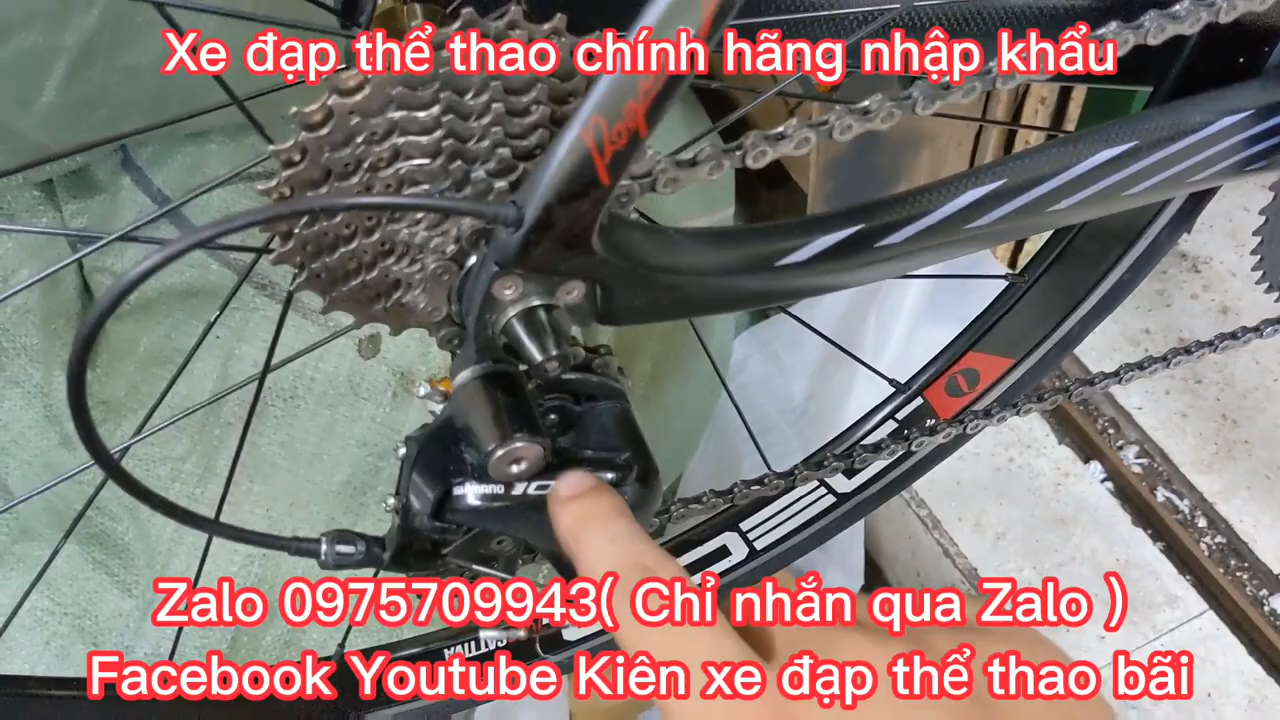 Xe đạp thể thao chính hãng nhập khẩu
SHIMANO
Zalo 0975709943( Chỉ nhắn qua Zalo )
Facebook Youtube Kiên xe đạp thể thao bãi